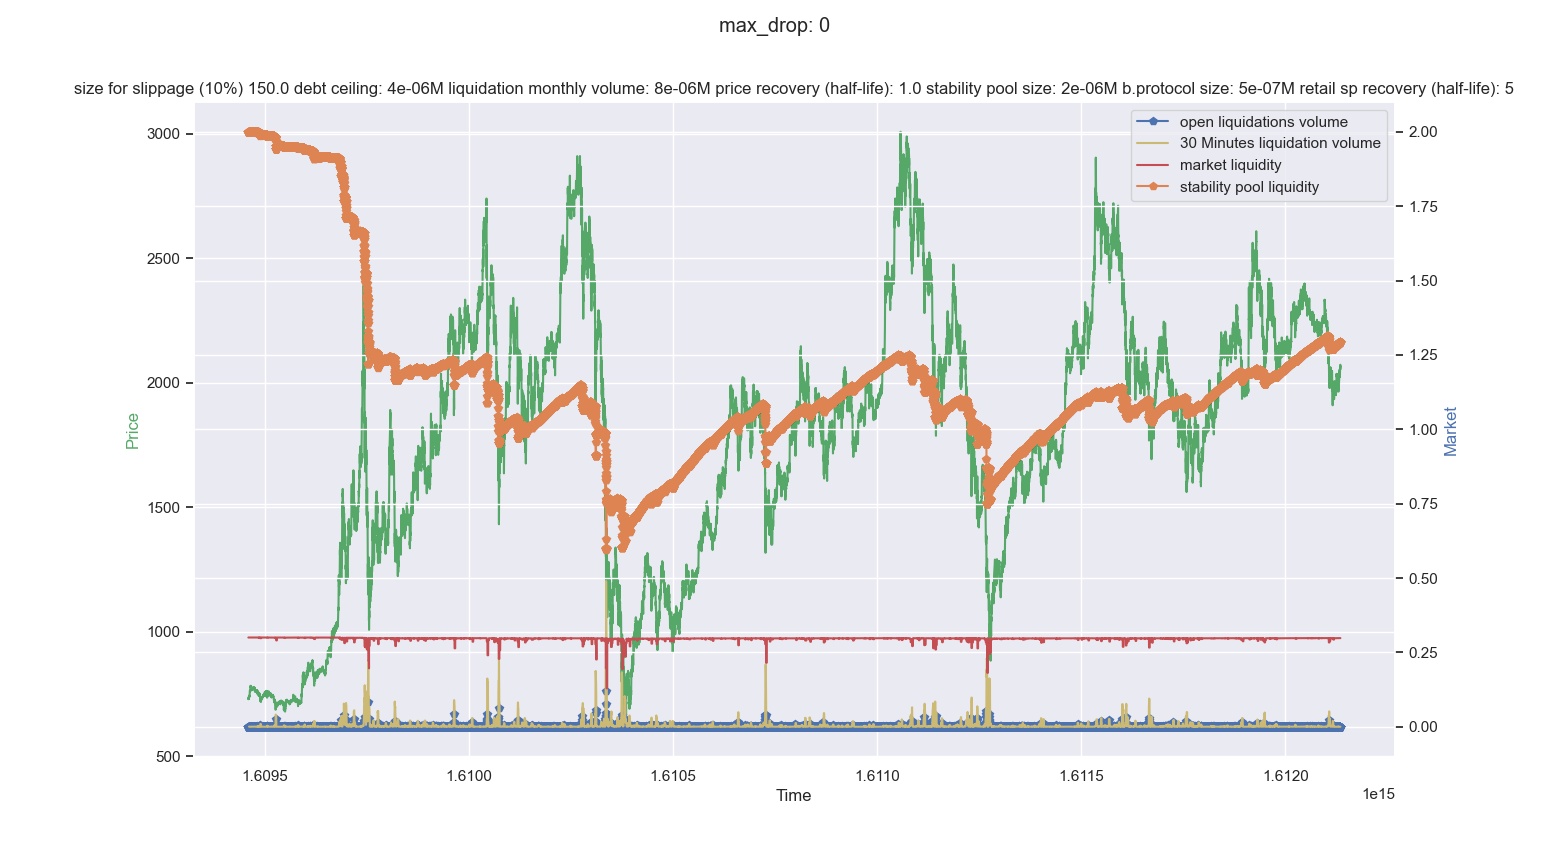 max_drop: 0
size for slippage (10%) 150.0 debt ceiling: 4e-06M liquidation monthly volume: 8e-06M price recovery (half-life): 1.0 stability pool size: 2e-06M b.protocol size: 5e-07M retail sp recovery (half-life): 5
open liquidations volume
30 Minutes liquidation volume
market liquidity
stability pool liquidity
3000
2500
2000
1500
1000
500
Price
2.00
1.75
1.50
1.25
1.00
0.75
0.50
0.25
0.00
Market
1.6095
1.6100
1.6105
1.6110
1.6115
1.6120
1e15
Time